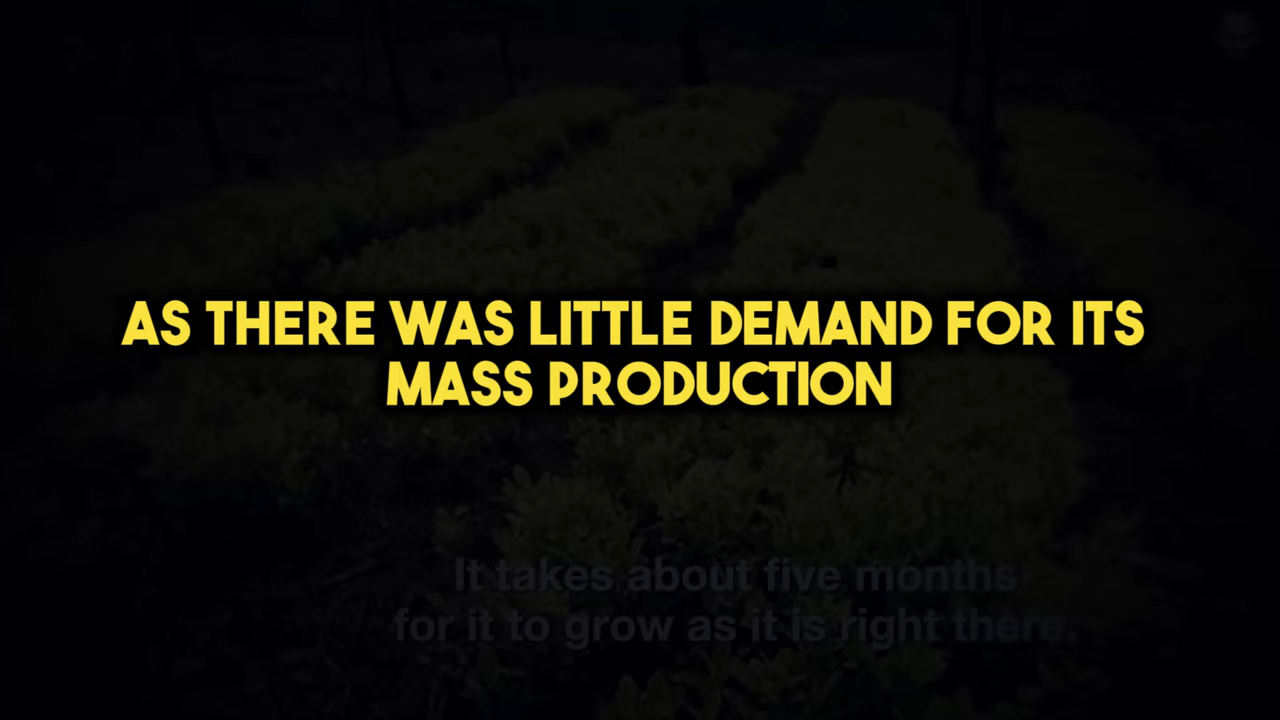 AS THERE WAS LITTLE DEMAND FOR ITS
MASS PRODUCTION
It takes about five months
for it to grow as it is right there.